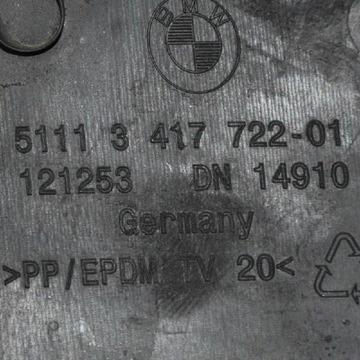 BMW
5111 3 417 722-01
121253 DN 14910
Germany
>PP/EPDM TV 20<